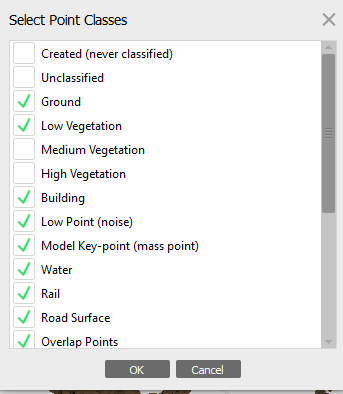 Select Point Classes
Created (never classified)
Unclassified
Ground
Low Vegetation
Medium Vegetation
High Vegetation
Building
Low Point (noise)
Model Key-point (mass point)
Water
Rail
Road Surface
Overlap Points
OK Cancel